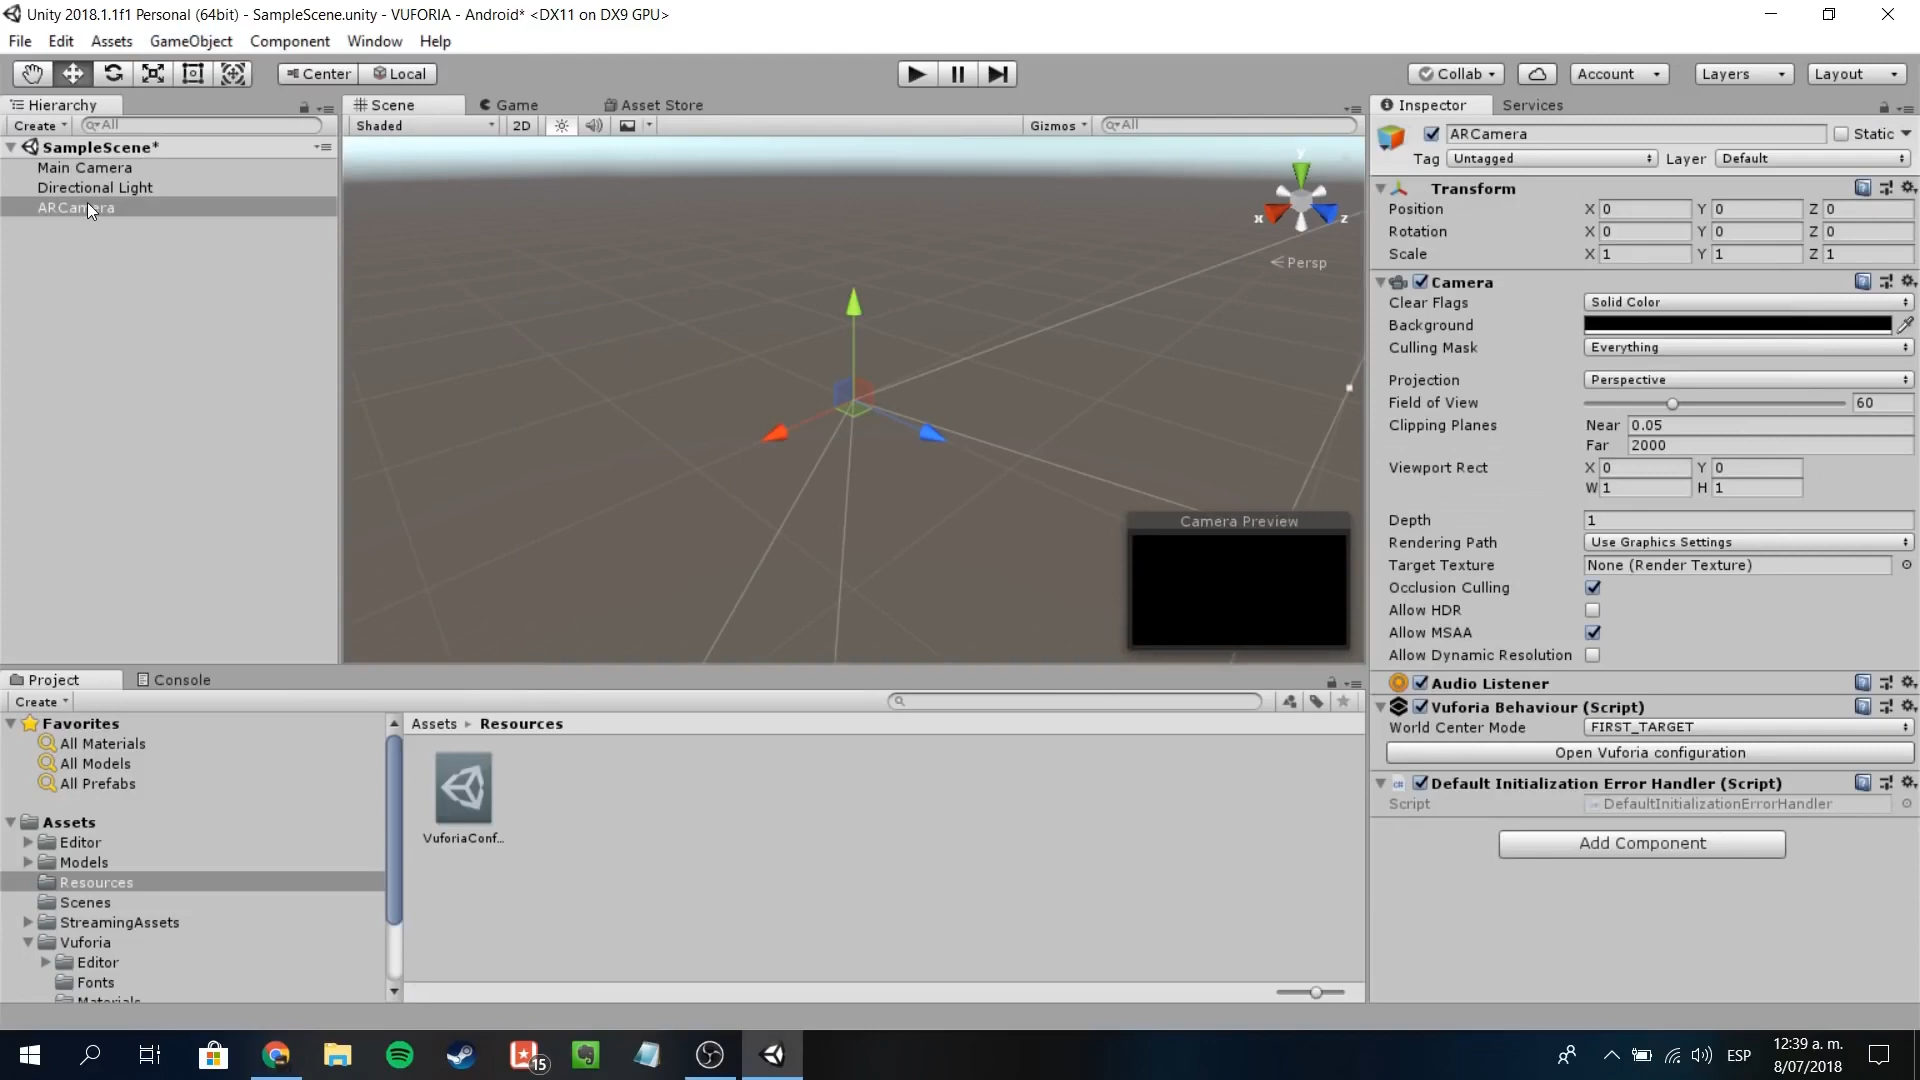 Unity 2018.1.1f1 Personal (64bit) - SampleScene.unity - VUFORIA - Android* <DX11 on DX9 GPU>
File Edit Assets GameObject Component Window Help
Center Local Collab Account Layers Layout
Hierarchy
Create All
SampleScene*
Main Camera
Directional Light
ARCamera
Scene Game Asset Store
Shaded 2D Gizmos All
y
x z
Persp
Camera Preview
Inspector Services
ARCamera Static
Tag Untagged Layer Default
Transform
Position X 0 Y 0 Z 0
Rotation X 0 Y 0 Z 0
Scale X 1 Y 1 Z 1
Camera
Clear Flags Solid Color
Background
Culling Mask Everything
Projection Perspective
Field of View 60
Clipping Planes Near 0.05
Far 2000
Viewport Rect X 0 Y 0
W 1 H 1
Depth 1
Rendering Path Use Graphics Settings
Target Texture None (Render Texture)
Occlusion Culling
Allow HDR
Allow MSAA
Allow Dynamic Resolution
Audio Listener
Vuforia Behaviour (Script)
World Center Mode FIRST_TARGET
Open Vuforia configuration
Default Initialization Error Handler (Script)
Script DefaultInitializationErrorHandler
Add Component
Project Console
Create
Favorites
All Materials
All Models
All Prefabs
Assets
Editor
Models
Resources
Scenes
StreamingAssets
Vuforia
Editor
Fonts
Materials
Assets Resources
VuforiaConf...
15
ESP
12:39 a. m.
8/07/2018